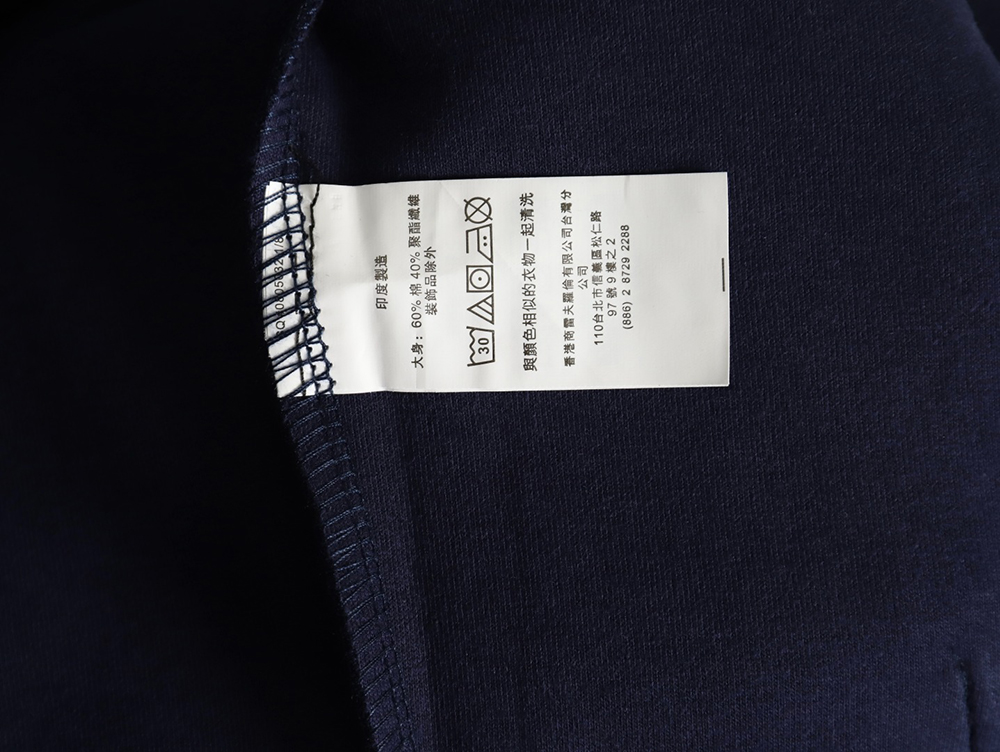 印度製造
大身: 60% 棉 40% 聚酯纖維
裝飾品除外
30
與顏色相似的衣物一起清洗
香港商雷夫羅倫有限公司台灣分
公司
110台北市信義區松仁路
97 號 9 樓之 2
(886) 2 8729 2288